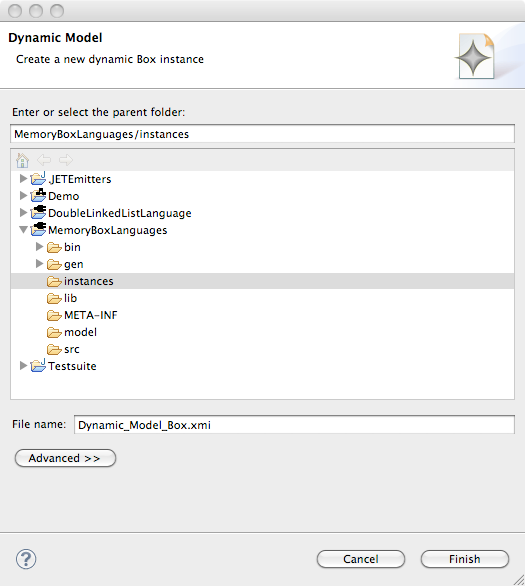 Dynamic Model
Create a new dynamic Box instance
Enter or select the parent folder:
MemoryBoxLanguages/instances
.JETEmitters
Demo
DoubleLinkedListLanguage
MemoryBoxLanguages
bin
gen
instances
lib
META-INF
model
src
Testsuite
File name: Dynamic_Model_Box.xmi
Advanced >>
? Cancel Finish